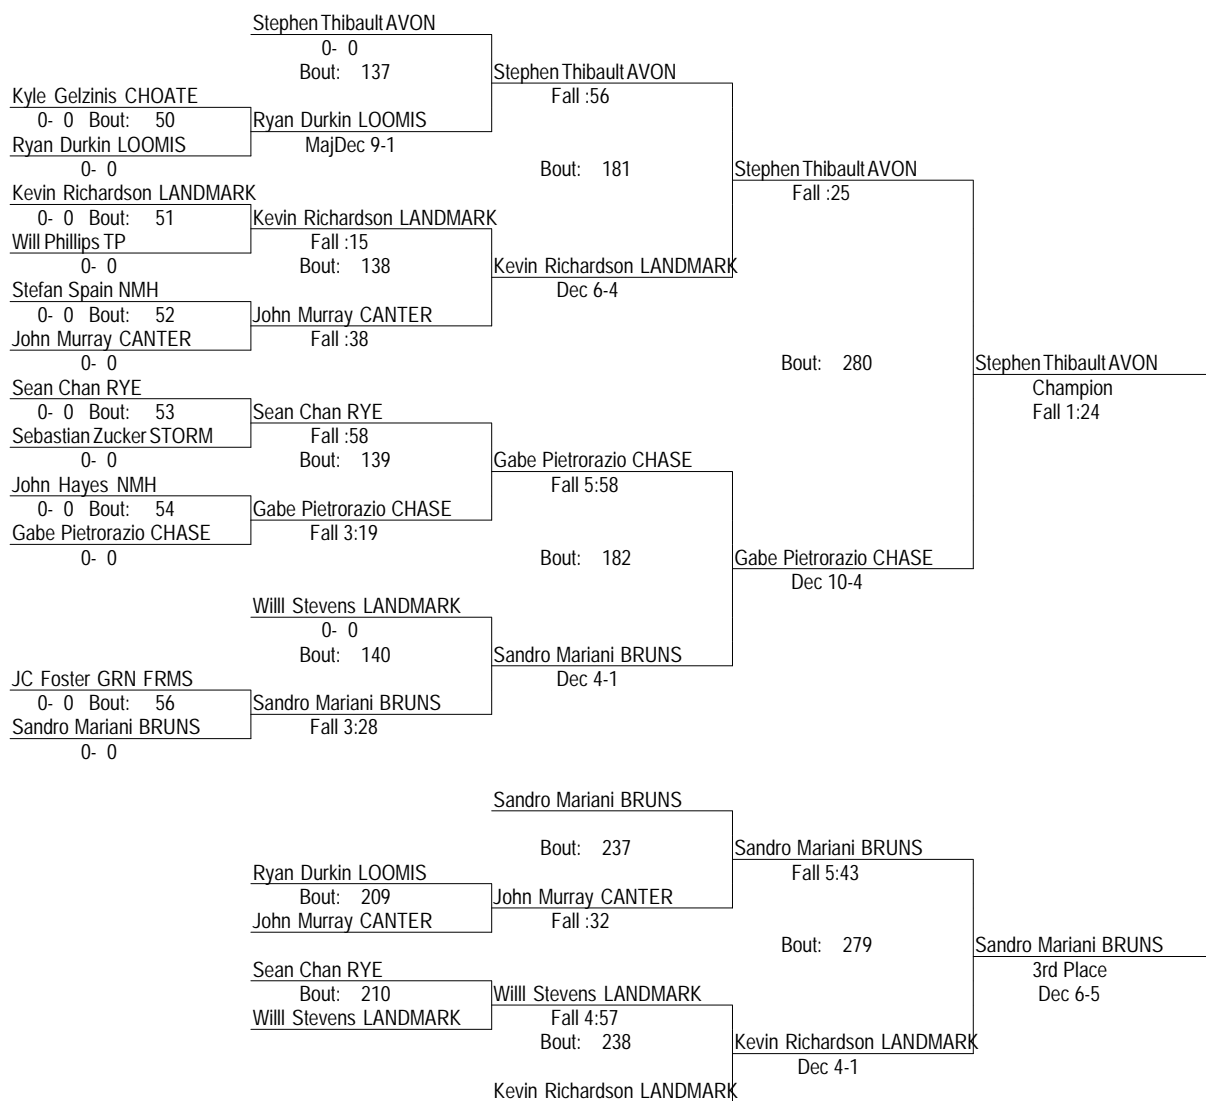 Stephen Thibault AVON
0- 0
Bout: 137
Stephen Thibault AVON
Fall :56
Kyle Gelzinis CHOATE
0- 0 Bout: 50
Ryan Durkin LOOMIS
Ryan Durkin LOOMIS
MajDec 9-1
0- 0
Bout: 181
Stephen Thibault AVON
Fall :25
Kevin Richardson LANDMARK
0- 0 Bout: 51
Kevin Richardson LANDMARK
Will Phillips TP
Fall :15
0- 0
Bout: 138
Kevin Richardson LANDMARK
Dec 6-4
Stefan Spain NMH
0- 0 Bout: 52
John Murray CANTER
John Murray CANTER
Fall :38
0- 0
Bout: 280
Stephen Thibault AVON
Champion
Fall 1:24
Sean Chan RYE
0- 0 Bout: 53
Sean Chan RYE
Sebastian Zucker STORM
Fall :58
0- 0
Bout: 139
Gabe Pietrorazio CHASE
Fall 5:58
John Hayes NMH
0- 0 Bout: 54
Gabe Pietrorazio CHASE
Gabe Pietrorazio CHASE
Fall 3:19
0- 0
Bout: 182
Gabe Pietrorazio CHASE
Dec 10-4
Willl Stevens LANDMARK
0- 0
Bout: 140
Sandro Mariani BRUNS
Dec 4-1
JC Foster GRN FRMS
0- 0 Bout: 56
Sandro Mariani BRUNS
Sandro Mariani BRUNS
Fall 3:28
0- 0
Sandro Mariani BRUNS
Bout: 237
Sandro Mariani BRUNS
Fall 5:43
Ryan Durkin LOOMIS
Bout: 209
John Murray CANTER
John Murray CANTER
Fall :32
Bout: 279
Sandro Mariani BRUNS
3rd Place
Dec 6-5
Sean Chan RYE
Bout: 210
Willl Stevens LANDMARK
Willl Stevens LANDMARK
Fall 4:57
Bout: 238
Kevin Richardson LANDMARK
Dec 4-1
Kevin Richardson LANDMARK